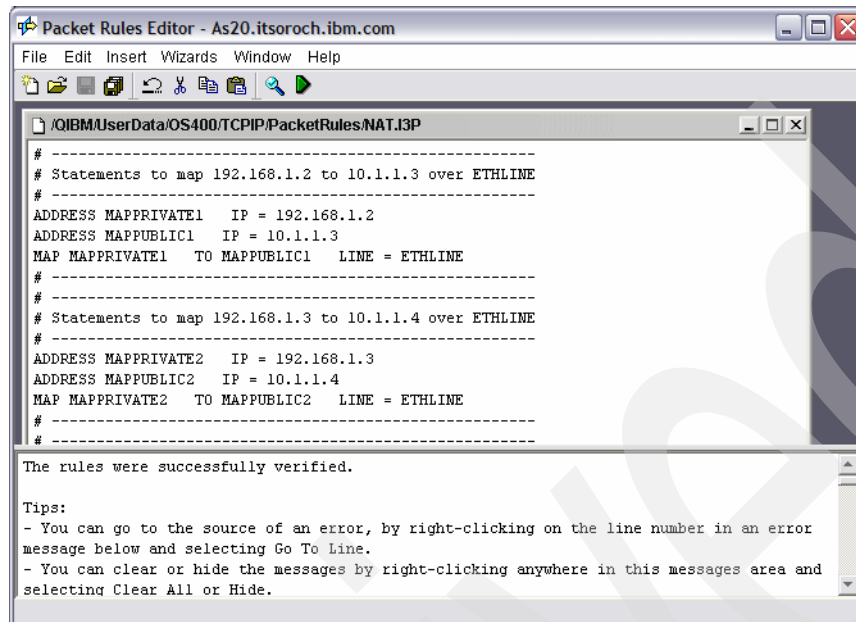 Packet Rules Editor - As20.itsoroch.ibm.com
File Edit Insert Wizards Window Help
/QIBM/UserData/OS400/TCPIP/PacketRules/NAT.I3P
# ----------------------------------------------------
# Statements to map 192.168.1.2 to 10.1.1.3 over ETHLINE
# ----------------------------------------------------
ADDRESS MAPPRIVATE1 IP = 192.168.1.2
ADDRESS MAPPUBLIC1 IP = 10.1.1.3
MAP MAPPRIVATE1 TO MAPPUBLIC1 LINE = ETHLINE
# ----------------------------------------------------
# ----------------------------------------------------
# Statements to map 192.168.1.3 to 10.1.1.4 over ETHLINE
# ----------------------------------------------------
ADDRESS MAPPRIVATE2 IP = 192.168.1.3
ADDRESS MAPPUBLIC2 IP = 10.1.1.4
MAP MAPPRIVATE2 TO MAPPUBLIC2 LINE = ETHLINE
# ----------------------------------------------------
# ----------------------------------------------------
The rules were successfully verified.
Tips:
- You can go to the source of an error, by right-clicking on the line number in an error
message below and selecting Go To Line.
- You can clear or hide the messages by right-clicking anywhere in this messages area and
selecting Clear All or Hide.